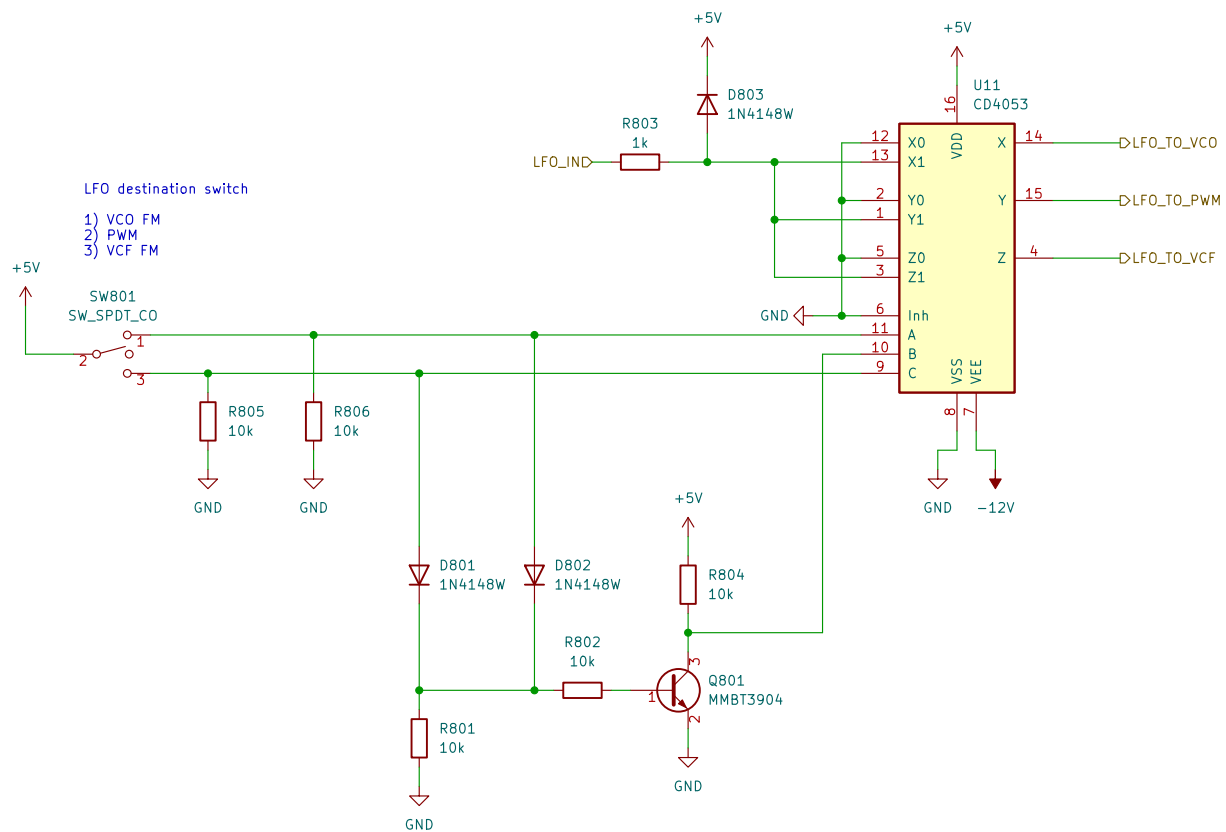 +5V
+5V
U11
CD4053
D803
1N4148W
R803
1k
LFO_IN
16
VDD
12
X0
X
14
LFO_TO_VCO
13
X1
2
Y0
Y
15
LFO_TO_PWM
1
Y1
5
Z0
Z
4
LFO_TO_VCF
3
Z1
GND
6
Inh
11
A
10
B
9
C
VSS
VEE
8
7
GND
-12V
LFO destination switch
1) VCO FM
2) PWM
3) VCF FM
+5V
SW801
SW_SPDT_CO
1
2
3
R805
10k
R806
10k
GND
GND
D801
1N4148W
D802
1N4148W
+5V
R804
10k
R802
10k
3
Q801
MMBT3904
1
2
R801
10k
GND
GND